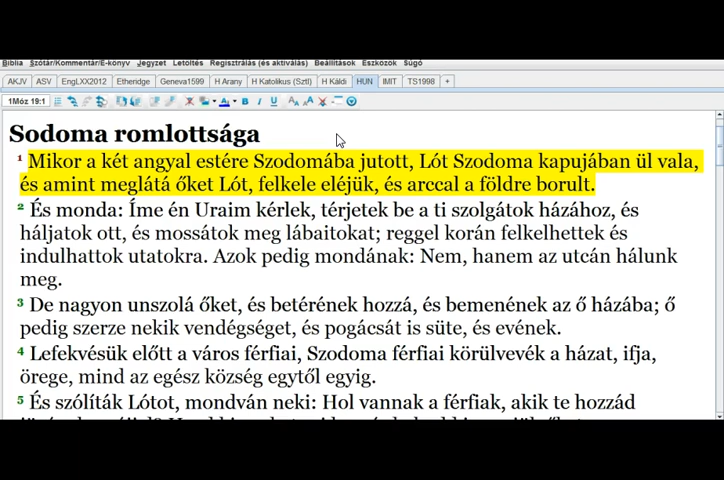 Biblia Szótár/Kommentár/E-könyv Jegyzet Letöltés Regisztrálás (és aktiválás) Beállítások Eszközök Súgó
AKJV ASV EngLXX2012 Etheridge Geneva1599 H Arany H Katolikus (SztI) H Káldi HUN IMIT TS1998 +
1Móz 19:1
Sodoma romlottsága
1 Mikor a két angyal estére Szodomába jutott, Lót Szodoma kapujában ül vala,
és amint meglátá őket Lót, felkele eléjük, és arccal a földre borult.
2 És monda: Íme én Uraim kérlek, térjetek be a ti szolgátok házához, és
háljatok ott, és mossátok meg lábaitokat; reggel korán felkelhettek és
indulhattok utatokra. Azok pedig mondának: Nem, hanem az utcán hálunk
meg.
3 De nagyon unszolá őket, és betérének hozzá, és bemenének az ő házába; ő
pedig szerze nekik vendégséget, és pogácsát is süte, és evének.
4 Lefekvésük előtt a város férfiai, Szodoma férfiai körülvevék a házat, ifja,
örege, mind az egész község egytől egyig.
5 És szólíták Lótot, mondván neki: Hol vannak a férfiak, akik te hozzád